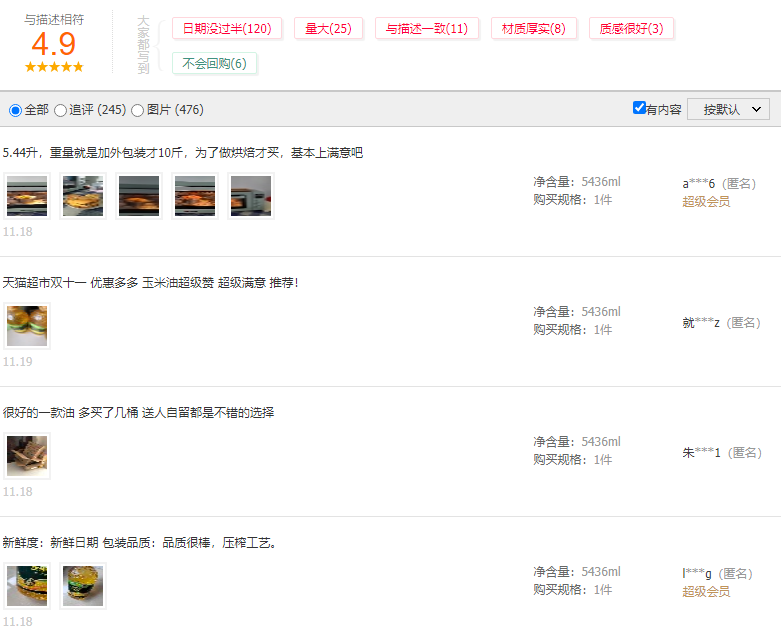 与描述相符
4.9
大家都写到
日期没过半(120)
量大(25)
与描述一致(11)
材质厚实(8)
质感很好(3)
不会回购(6)
全部 追评 (245) 图片 (476)
有内容 按默认
5.44升，重量就是加外包装才10斤，为了做烘焙才买，基本上满意吧
净含量：5436ml
购买规格：1件
a***6（匿名）
超级会员
11.18
天猫超市双十一 优惠多多 玉米油超级赞 超级满意 推荐！
净含量：5436ml
购买规格：1件
就***z（匿名）
11.19
很好的一款油 多买了几桶 送人自留都是不错的选择
净含量：5436ml
购买规格：1件
朱***1（匿名）
11.18
新鲜度：新鲜日期 包装品质：品质很棒，压榨工艺。
净含量：5436ml
购买规格：1件
l***g（匿名）
超级会员
11.18